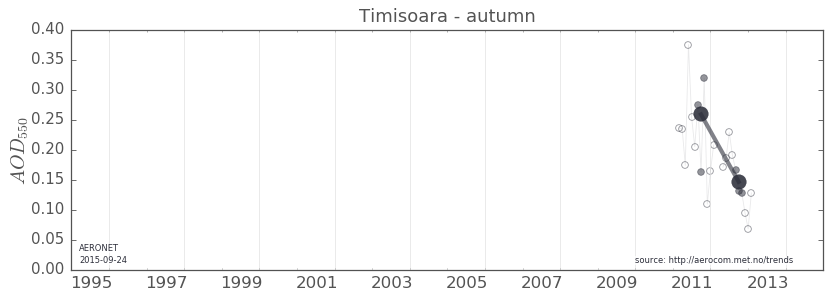 Timisoara - autumn
0.40
0.35
0.30
0.25
0.20
0.15
0.10
0.05
0.00
AOD550
AERONET
2015-09-24
source: http://aerocom.met.no/trends
1995 1997 1999 2001 2003 2005 2007 2009 2011 2013